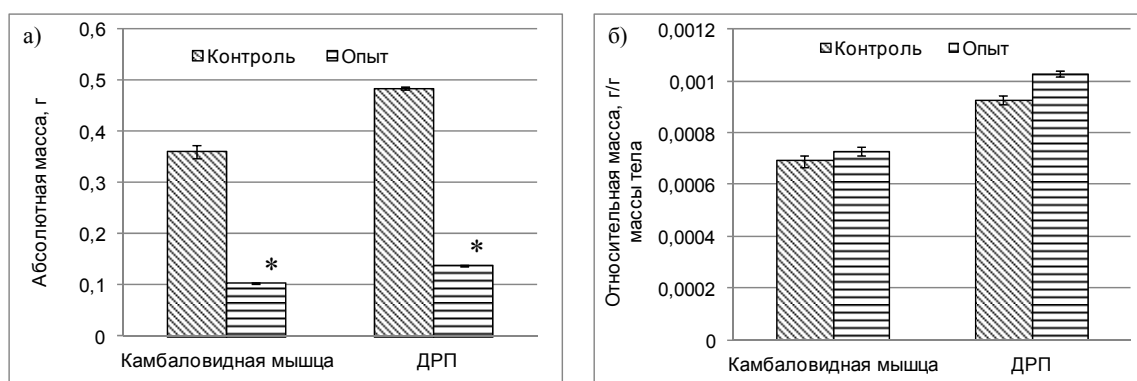 а)
Абсолютная масса, г
0,6
0,5
0,4
0,3
0,2
0,1
0
Контроль
Опыт
*
*
Камбаловидная мышца
ДРП
б)
Относительная масса, г/г
массы тела
0,0012
0,001
0,0008
0,0006
0,0004
0,0002
0
Контроль
Опыт
Камбаловидная мышца
ДРП